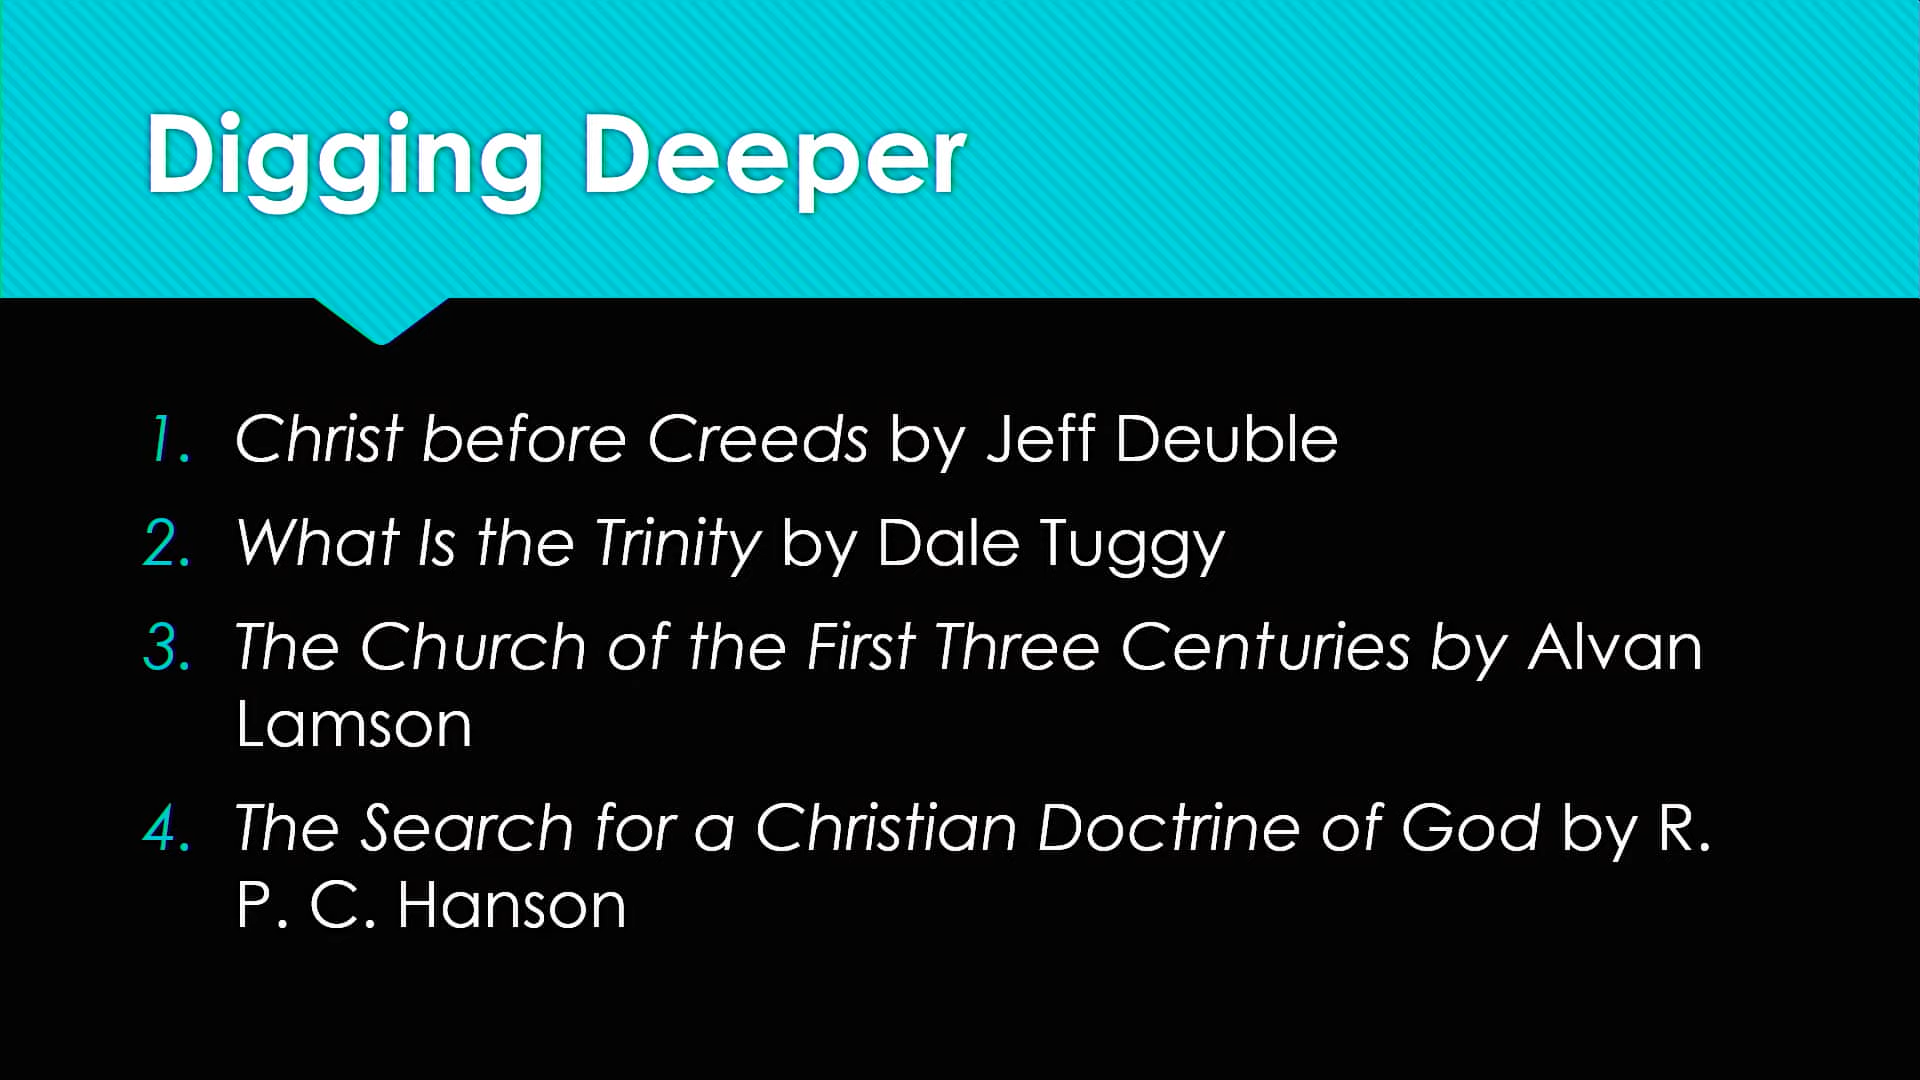 Digging Deeper
1. Christ before Creeds by Jeff Deuble
2. What Is the Trinity by Dale Tuggy
3. The Church of the First Three Centuries by Alvan
Lamson
4. The Search for a Christian Doctrine of God by R.
P. C. Hanson